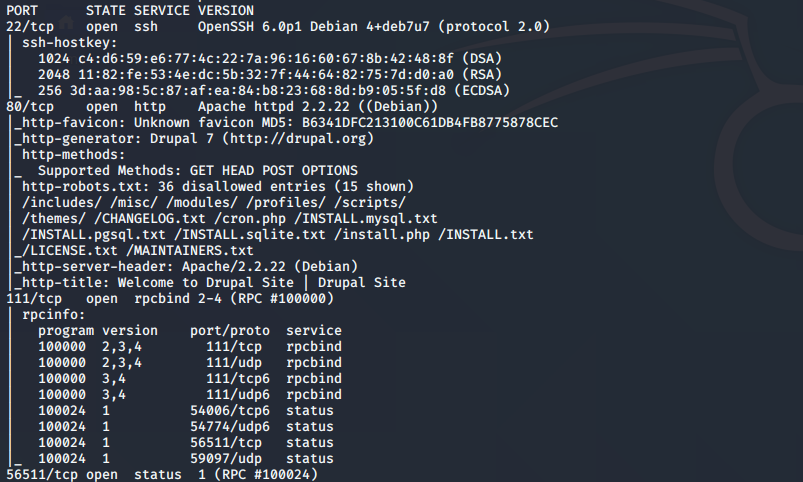 PORT      STATE SERVICE VERSION
22/tcp    open  ssh     OpenSSH 6.0p1 Debian 4+deb7u7 (protocol 2.0)
| ssh-hostkey:
|   1024 c4:d6:59:e6:77:4c:22:7a:96:16:60:67:8b:42:48:8f (DSA)
|   2048 11:82:fe:53:4e:dc:5b:32:7f:44:64:82:75:7d:d0:a0 (RSA)
|_  256 3d:aa:98:5c:87:af:ea:84:b8:23:68:8d:b9:05:5f:d8 (ECDSA)
80/tcp    open  http    Apache httpd 2.2.22 ((Debian))
|_http-favicon: Unknown favicon MD5: B6341DFC213100C61DB4FB8775878CEC
|_http-generator: Drupal 7 (http://drupal.org)
| http-methods:
|_  Supported Methods: GET HEAD POST OPTIONS
| http-robots.txt: 36 disallowed entries (15 shown)
| /includes/ /misc/ /modules/ /profiles/ /scripts/
| /themes/ /CHANGELOG.txt /cron.php /INSTALL.mysql.txt
| /INSTALL.pgsql.txt /INSTALL.sqlite.txt /install.php /INSTALL.txt
|_/LICENSE.txt /MAINTAINERS.txt
|_http-server-header: Apache/2.2.22 (Debian)
|_http-title: Welcome to Drupal Site | Drupal Site
111/tcp   open  rpcbind 2-4 (RPC #100000)
| rpcinfo:
|   program version    port/proto  service
|   100000  2,3,4        111/tcp   rpcbind
|   100000  2,3,4        111/udp   rpcbind
|   100000  3,4          111/tcp6  rpcbind
|   100000  3,4          111/udp6  rpcbind
|   100024  1          54006/tcp6  status
|   100024  1          54774/udp6  status
|   100024  1          56511/tcp   status
|_  100024  1          59097/udp   status
56511/tcp open  status  1 (RPC #100024)